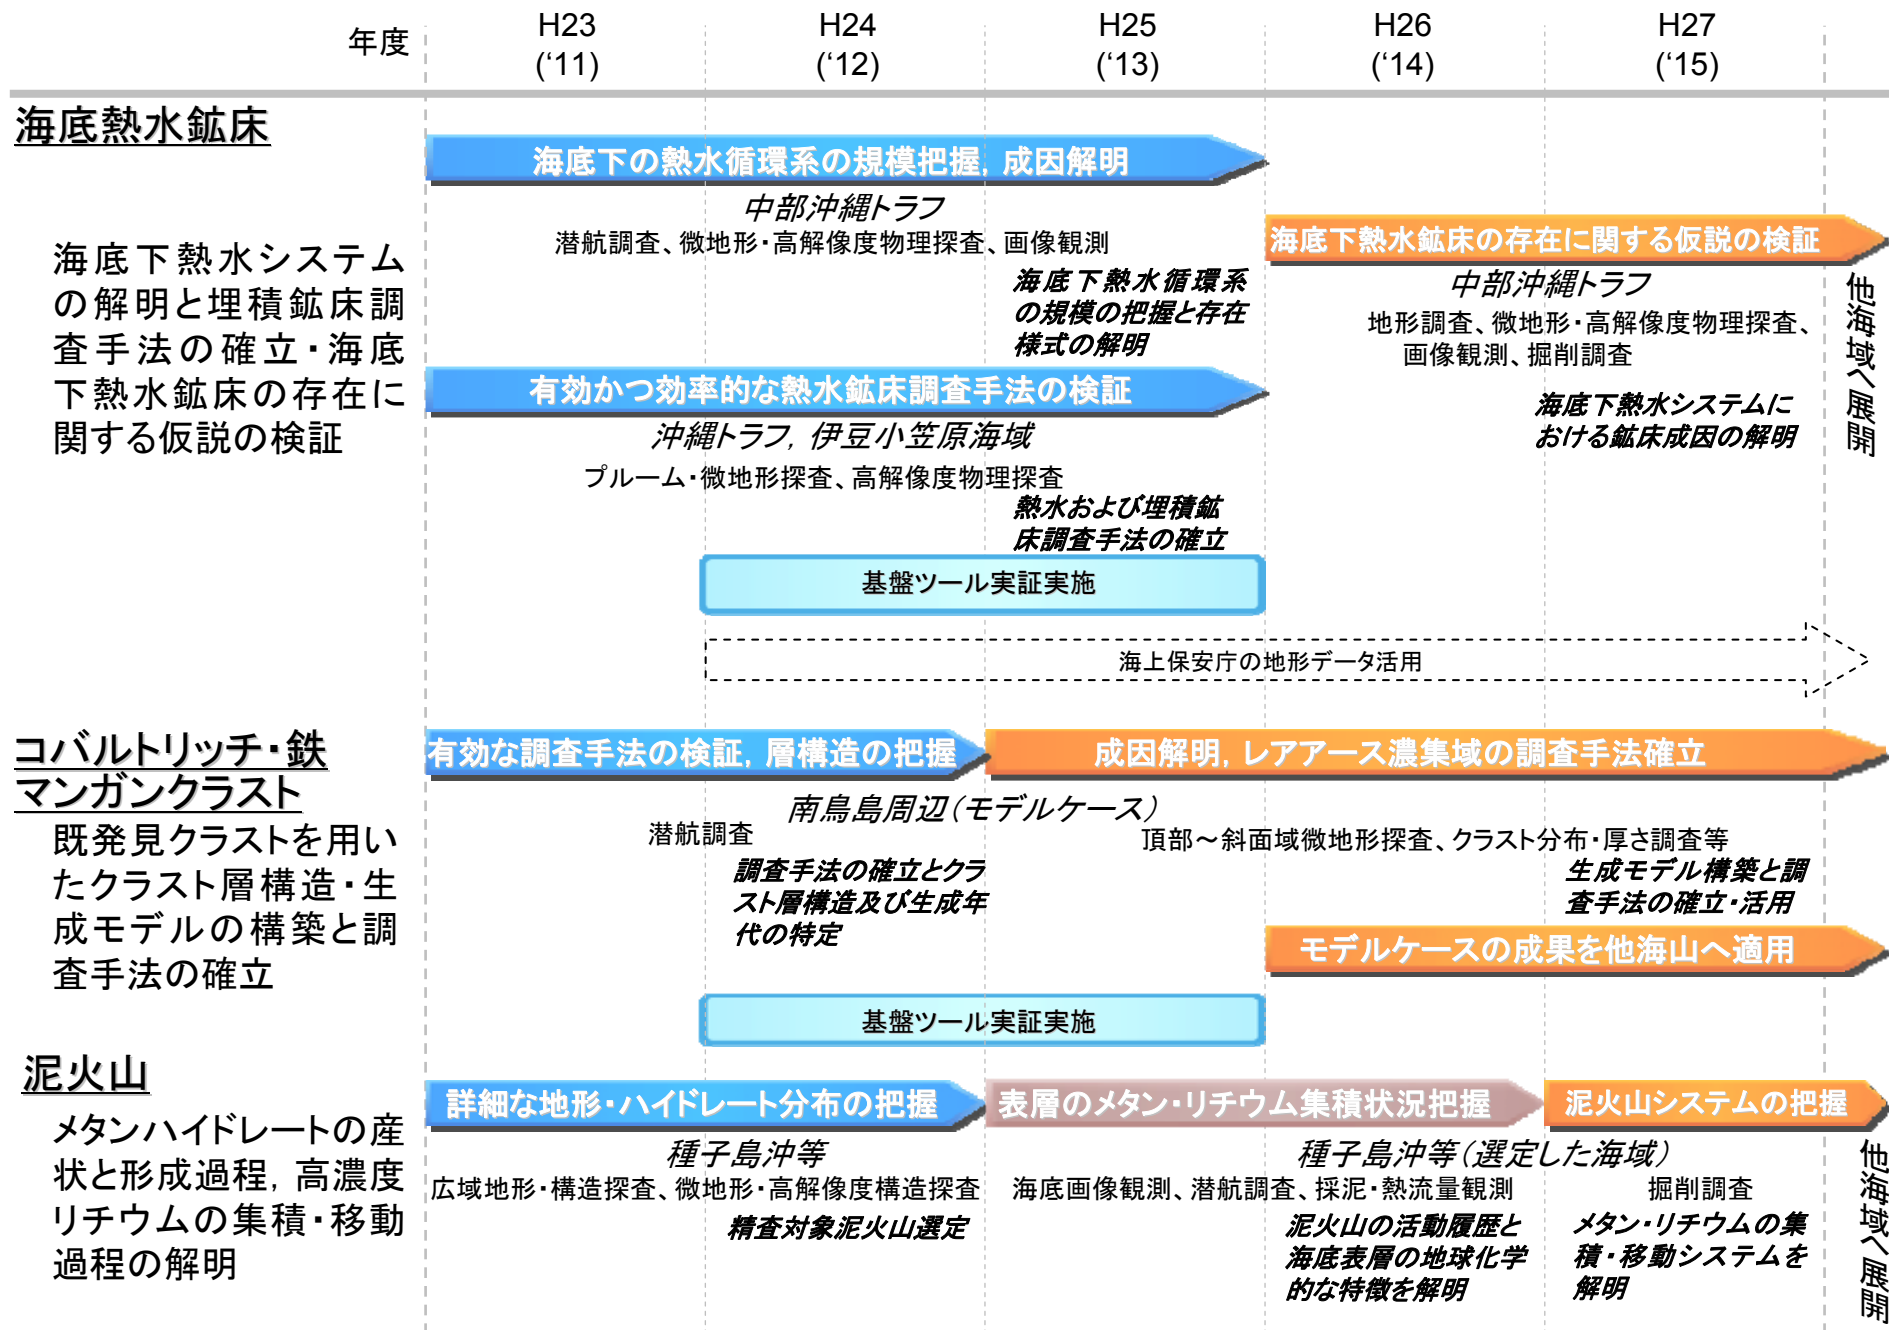 年度
H23
(‘11)
H24
(‘12)
H25
(‘13)
H26
(‘14)
H27
(‘15)
海底熱水鉱床
海底下熱水システム
の解明と埋積鉱床調
査手法の確立・海底
下熱水鉱床の存在に
関する仮説の検証
海底下の熱水循環系の規模把握, 成因解明
中部沖縄トラフ
潜航調査、微地形・高解像度物理探査、画像観測
海底下熱水循環系
の規模の把握と存在
様式の解明
海底下熱水鉱床の存在に関する仮説の検証
中部沖縄トラフ
地形調査、微地形・高解像度物理探査、
画像観測、掘削調査
海底下熱水システムに
おける鉱床成因の解明
他海域へ展開
有効かつ効率的な熱水鉱床調査手法の検証
沖縄トラフ, 伊豆小笠原海域
プルーム・微地形探査、高解像度物理探査
熱水および埋積鉱
床調査手法の確立
基盤ツール実証実施
海上保安庁の地形データ活用
コバルトリッチ・鉄
マンガンクラスト
既発見クラストを用い
たクラスト層構造・生
成モデルの構築と調
査手法の確立
有効な調査手法の検証, 層構造の把握
成因解明, レアアース濃集域の調査手法確立
南鳥島周辺（モデルケース）
潜航調査
頂部～斜面域微地形探査、クラスト分布・厚さ調査等
調査手法の確立とクラ
スト層構造及び生成年
代の特定
生成モデル構築と調
査手法の確立・活用
モデルケースの成果を他海山へ適用
基盤ツール実証実施
泥火山
メタンハイドレートの産
状と形成過程, 高濃度
リチウムの集積・移動
過程の解明
詳細な地形・ハイドレート分布の把握
種子島沖等
広域地形・構造探査、微地形・高解像度構造探査
精査対象泥火山選定
表層のメタン・リチウム集積状況把握
種子島沖等（選定した海域）
海底画像観測、潜航調査、採泥・熱流量観測
泥火山の活動履歴と
海底表層の地球化学
的な特徴を解明
泥火山システムの把握
掘削調査
メタン・リチウムの集
積・移動システムを
解明
他海域へ展開